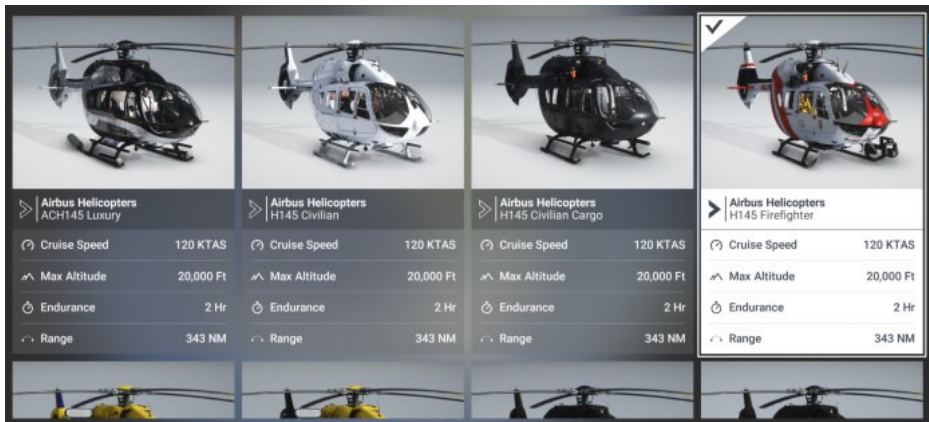 Airbus Helicopters
ACH145 Luxury
Cruise Speed 120 KTAS
Max Altitude 20,000 Ft
Endurance 2 Hr
Range 343 NM
Airbus Helicopters
H145 Civilian
Cruise Speed 120 KTAS
Max Altitude 20,000 Ft
Endurance 2 Hr
Range 343 NM
Airbus Helicopters
H145 Civilian Cargo
Cruise Speed 120 KTAS
Max Altitude 20,000 Ft
Endurance 2 Hr
Range 343 NM
Airbus Helicopters
H145 Firefighter
Cruise Speed 120 KTAS
Max Altitude 20,000 Ft
Endurance 2 Hr
Range 343 NM